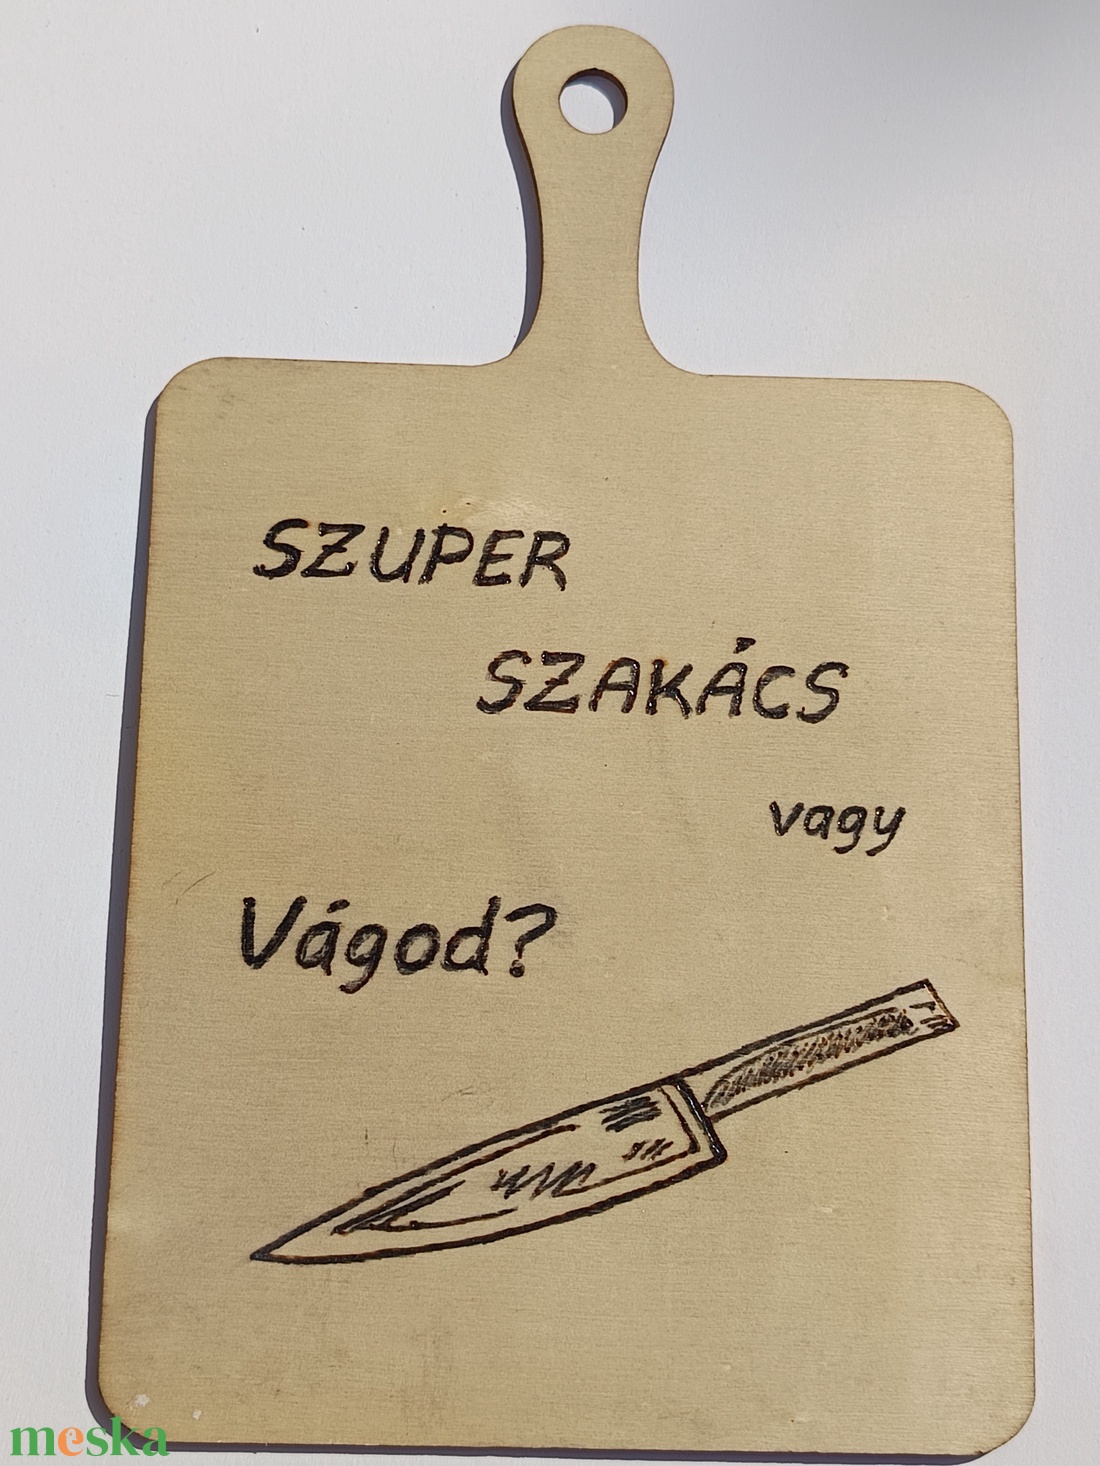 SZUPER
SZAKÁCS
vagy
Vágod?
meska